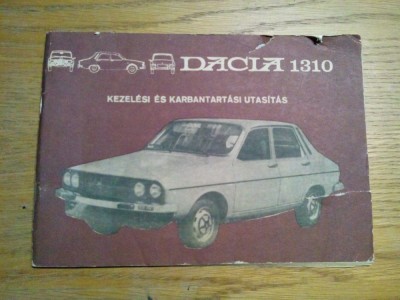 DACIA 1310
KEZELÉSI ÉS KARBANTARTÁSI UTASÍTÁS